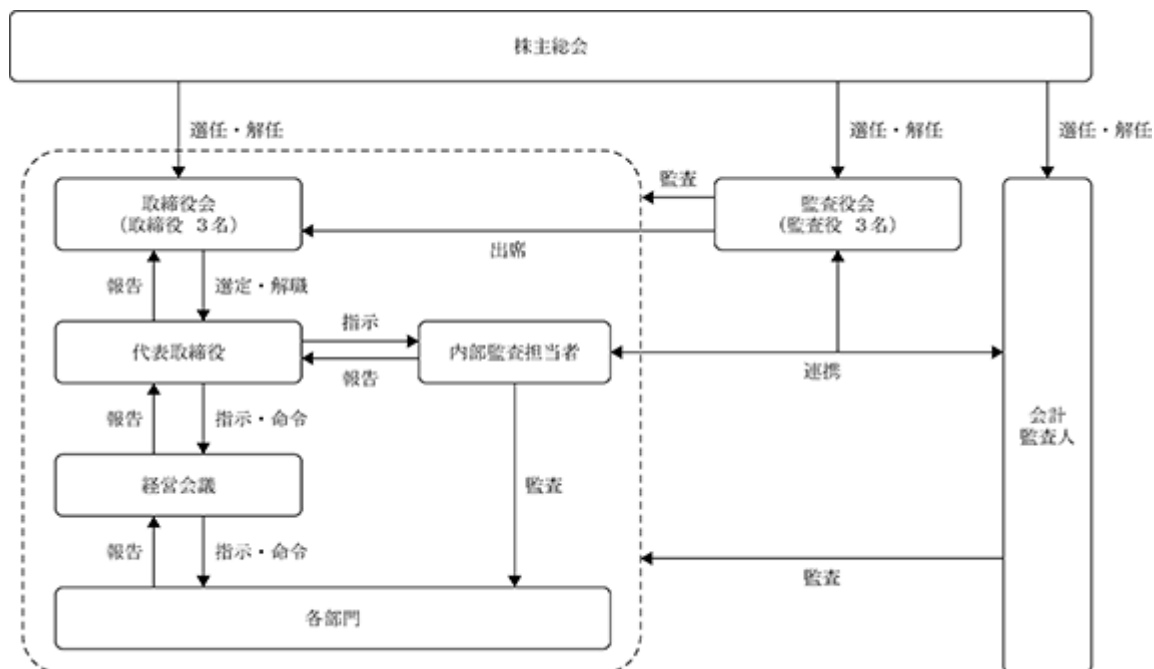 株主総会
選任・解任
選任・解任
選任・解任
取締役会
(取締役 3名)
監査
監査役会
(監査役 3名)
出席
報告
選定・解職
代表取締役
指示
報告
内部監査担当者
連携
会計
監査人
報告
指示・命令
経営会議
監査
報告
指示・命令
監査
各部門